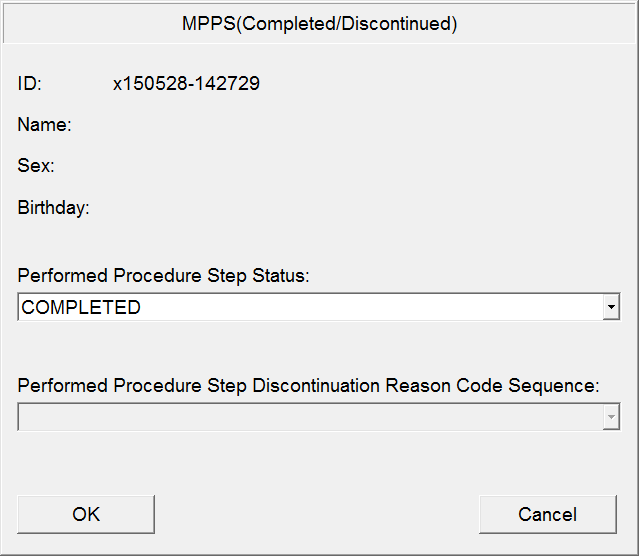 MPPS(Completed/Discontinued)
ID: x150528-142729
Name:
Sex:
Birthday:
Performed Procedure Step Status:
COMPLETED
Performed Procedure Step Discontinuation Reason Code Sequence:
OK Cancel